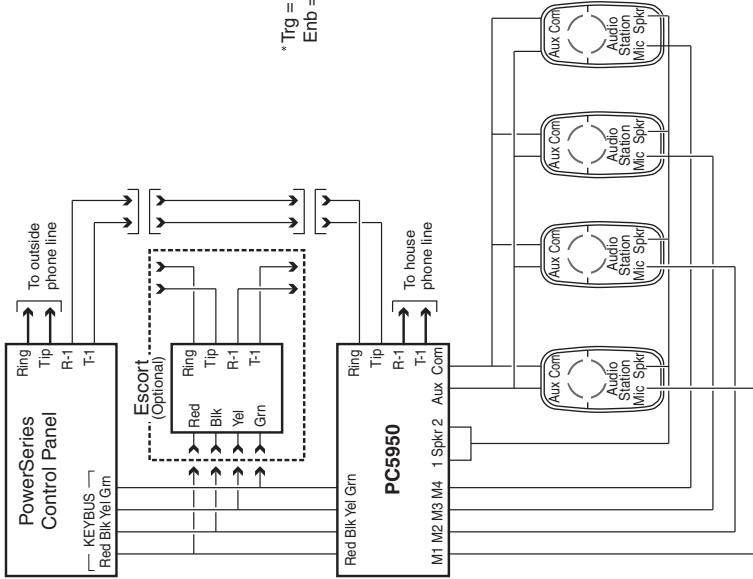 PowerSeries
Control Panel
KEYBUS
Red Blk Yel Grn
Ring
Tip
R-1
T-1
To outside
phone line
Escort
(Optional)
Red
Blk
Yel
Grn
Ring
Tip
R-1
T-1
* Trg =
Enb =
Red Blk Yel Grn
PC5950
Ring
Tip
R-1
T-1
To house
phone line
M1 M2 M3 M4
1 Spkr 2
Aux Com
Aux Com
Audio
Station
Mic Spkr
Aux Com
Audio
Station
Mic Spkr
Aux Com
Audio
Station
Mic Spkr
Aux Com
Audio
Station
Mic Spkr